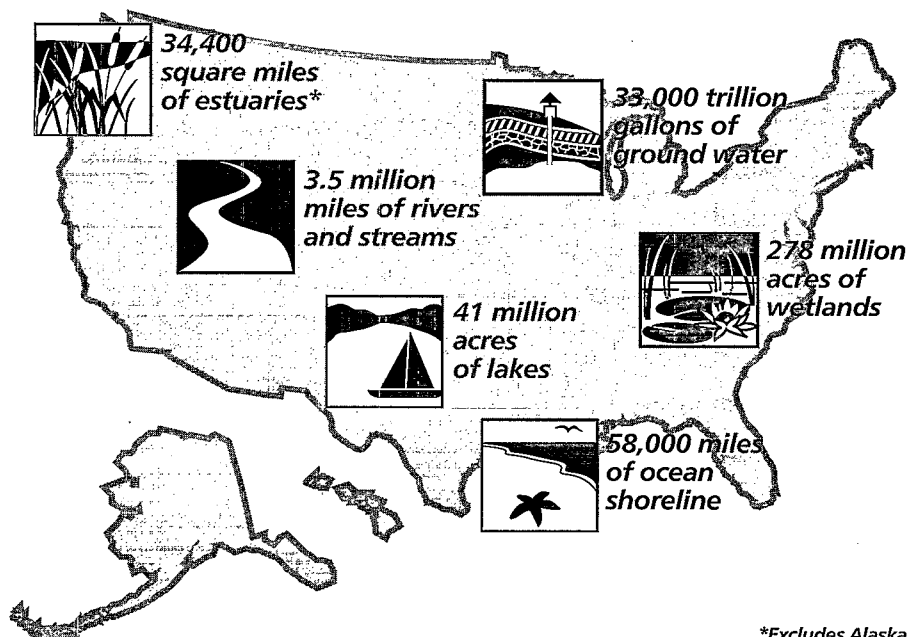 34,400
square miles
of estuaries*
33,000 trillion
gallons of
ground water
3.5 million
miles of rivers
and streams
278 million
acres of
wetlands
41 million
acres
of lakes
58,000 miles
of ocean
shoreline
*Excludes Alaska